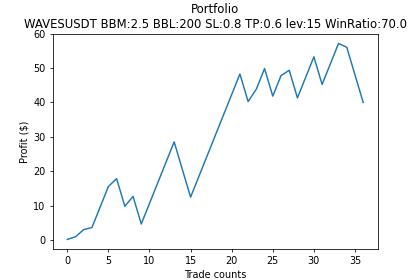 Portfolio
WAVESUSDT BBM:2.5 BBL:200 SL:0.8 TP:0.6 lev:15 WinRatio:70.0
60
50
40
30
20
10
0
Profit ($)
0 5 10 15 20 25 30 35
Trade counts